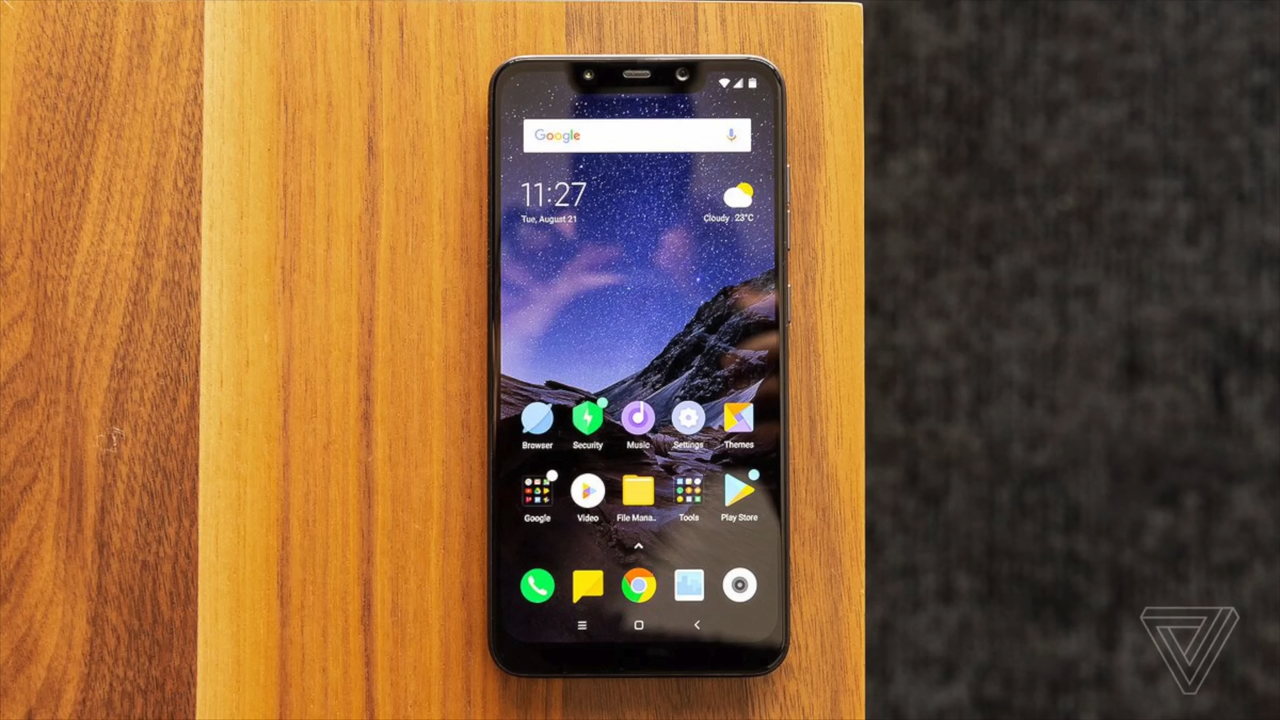 Google
11:27
Tue, August 21
Cloudy 23°C
Browser
Security
Music
Settings
Themes
Google
Video
File Mana..
Tools
Play Store